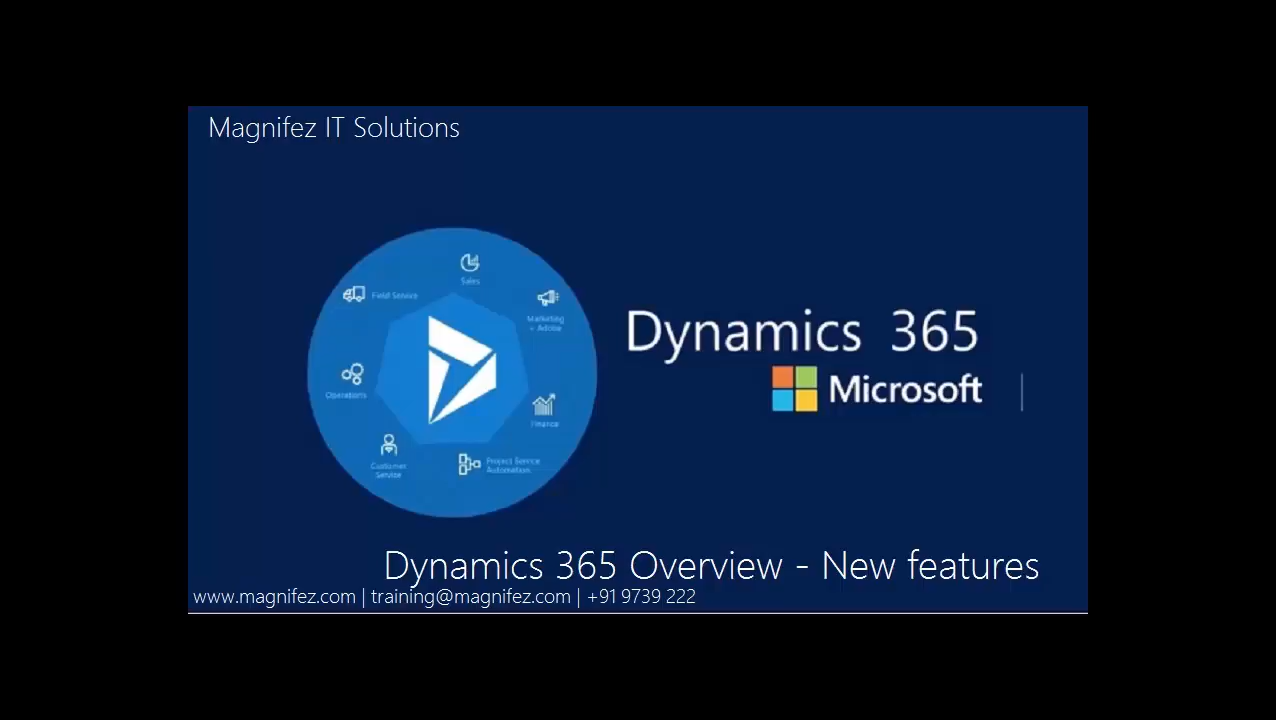 Magnifez IT Solutions
Sales
Field Service
Marketing
+ Adobe
Operations
Finance
Customer
Service
Project Service
Automation
Dynamics 365
Microsoft
Dynamics 365 Overview - New features
www.magnifez.com | training@magnifez.com | +91 9739 222